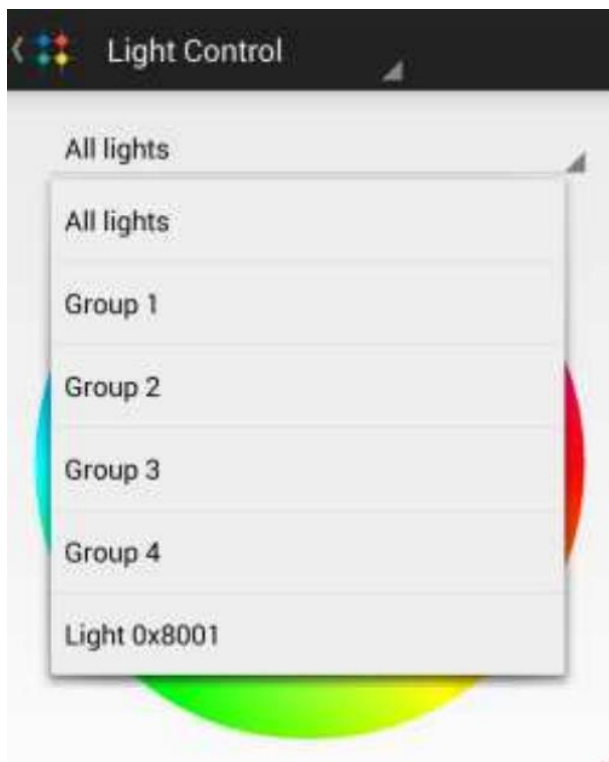 Light Control
All lights
All lights
Group 1
Group 2
Group 3
Group 4
Light 0x8001